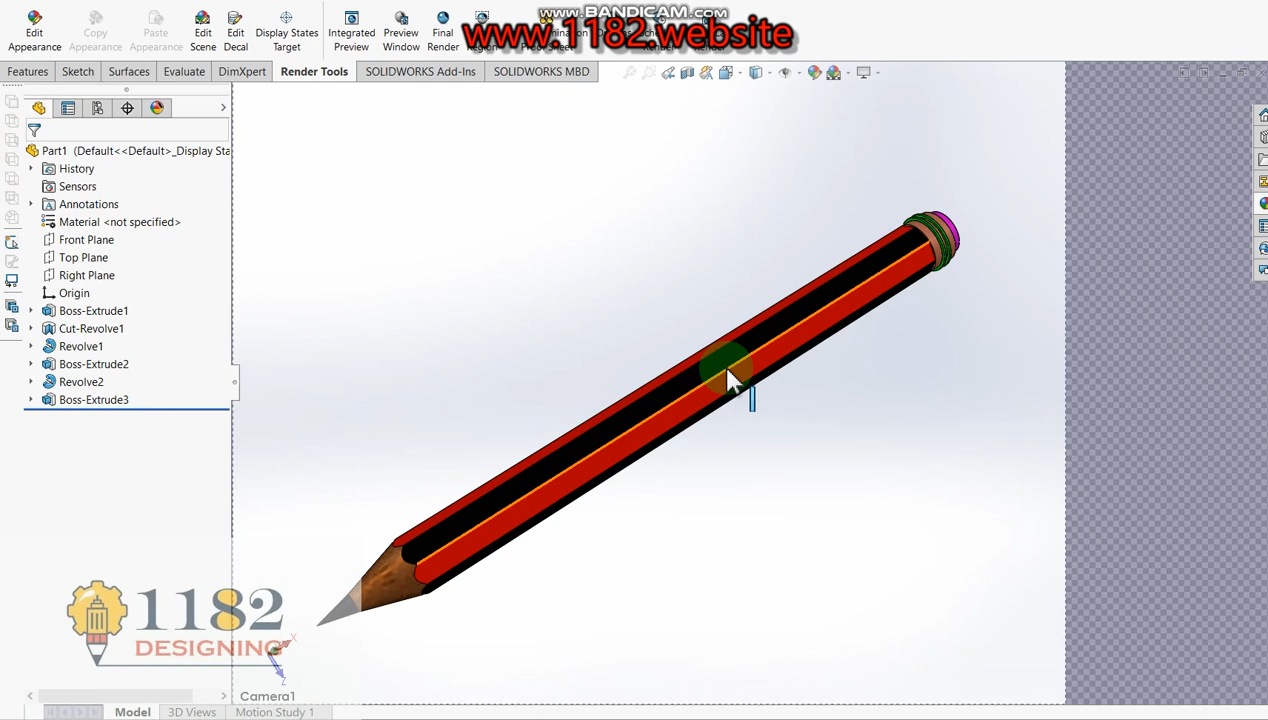 www.BANDICAM.com
www.1182.website
Edit Appearance
Copy Appearance
Paste Appearance
Edit Scene
Edit Decal
Display States Target
Integrated Preview
Preview Window
Final Render
Features
Sketch
Surfaces
Evaluate
DimXpert
Render Tools
SOLIDWORKS Add-Ins
SOLIDWORKS MBD
Part1 (Default<<Default>_Display Sta
History
Sensors
Annotations
Material <not specified>
Front Plane
Top Plane
Right Plane
Origin
Boss-Extrude1
Cut-Revolve1
Revolve1
Boss-Extrude2
Revolve2
Boss-Extrude3
1182
DESIGNING
X
Z
Camera1
Model
3D Views
Motion Study 1